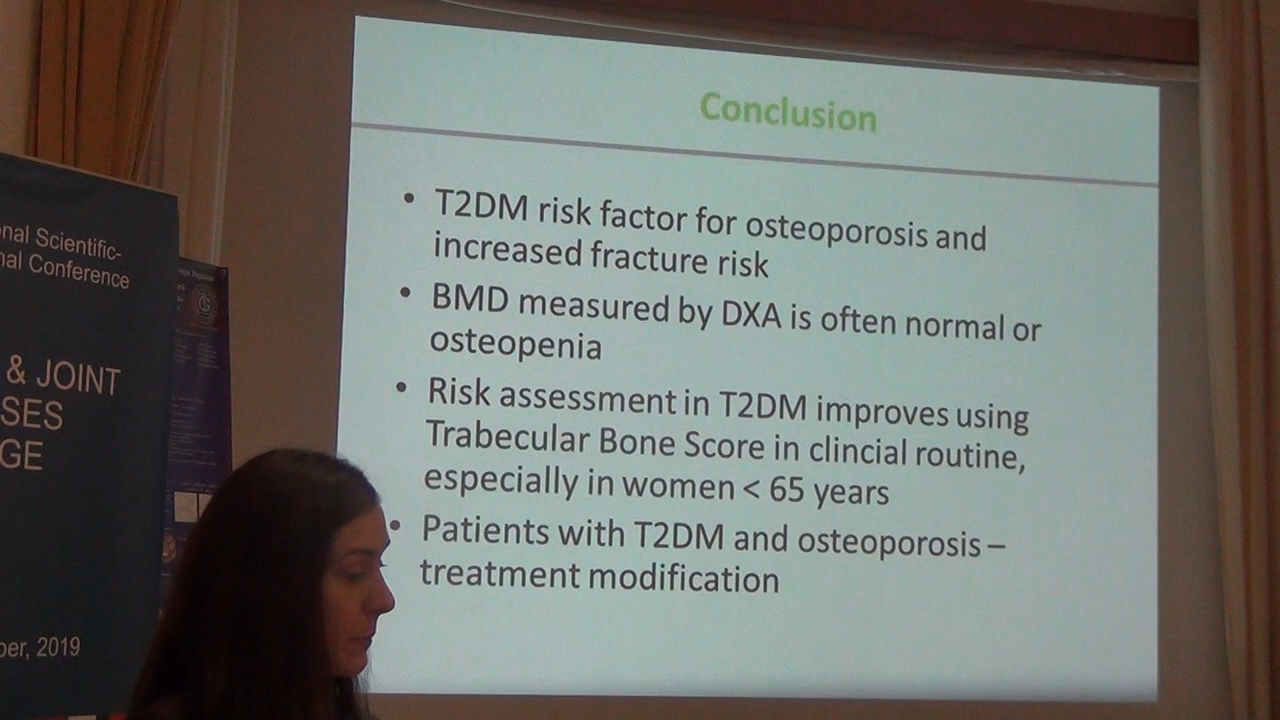 Conclusion
• T2DM risk factor for osteoporosis and
increased fracture risk
• BMD measured by DXA is often normal or
osteopenia
• Risk assessment in T2DM improves using
Trabecular Bone Score in clincial routine,
especially in women < 65 years
• Patients with T2DM and osteoporosis –
treatment modification
nal Scientific-
nal Conference
& JOINT
SES
GE
ber, 2019